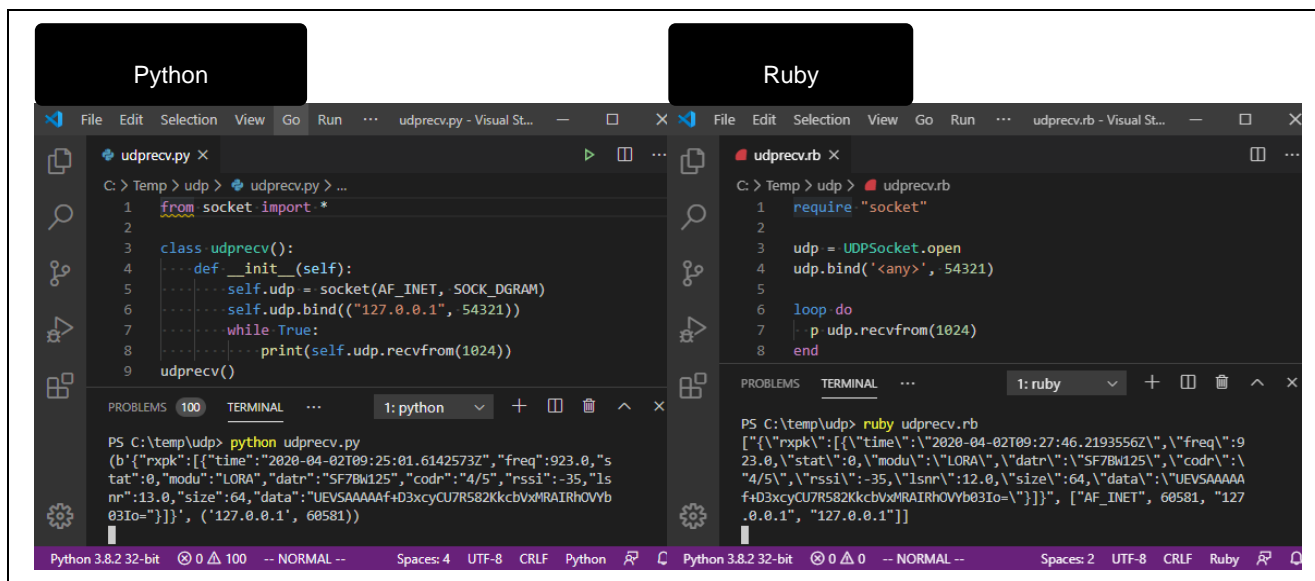 Python
File Edit Selection View Go Run ··· udprecv.py - Visual St...
udprecv.py
C: > Temp > udp > udprecv.py > ...
1 from socket import *
2
3 class udprecv():
4 def __init__(self):
5 self.udp = socket(AF_INET, SOCK_DGRAM)
6 self.udp.bind(("127.0.0.1", 54321))
7 while True:
8 print(self.udp.recvfrom(1024))
9 udprecv()
PROBLEMS 100 TERMINAL ··· 1: python
PS C:\temp\udp> python udprecv.py
(b'{"rxpk":[{"time":"2020-04-02T09:25:01.6142573Z","freq":923.0,"s
tat":0,"modu":"LORA","datr":"SF7BW125","codr":"4/5","rssi":-35,"ls
nr":13.0,"size":64,"data":"UEVSAAAAAf+D3xcyCU7R582KkcbVxMRAIRhOVYb
03Io="}]}', ('127.0.0.1', 60581))
Python 3.8.2 32-bit 0 100 -- NORMAL -- Spaces: 4 UTF-8 CRLF Python
Ruby
File Edit Selection View Go Run ··· udprecv.rb - Visual St...
udprecv.rb
C: > Temp > udp > udprecv.rb
1 require "socket"
2
3 udp = UDPSocket.open
4 udp.bind('<any>', 54321)
5
6 loop do
7 p udp.recvfrom(1024)
8 end
PROBLEMS TERMINAL ··· 1: ruby
PS C:\temp\udp> ruby udprecv.rb
["{\"rxpk\":[{\"time\":\"2020-04-02T09:27:46.2193556Z\",\"freq\":9
23.0,\"stat\":0,\"modu\":\"LORA\",\"datr\":\"SF7BW125\",\"codr\":\
"4/5\",\"rssi\":-35,\"lsnr\":12.0,\"size\":64,\"data\":\"UEVSAAAAA
f+D3xcyCU7R582KkcbVxMRAIRhOVYb03Io=\"}]}", ["AF_INET", 60581, "127
.0.0.1", "127.0.0.1"]]
Python 3.8.2 32-bit 0 0 -- NORMAL -- Spaces: 2 UTF-8 CRLF Ruby